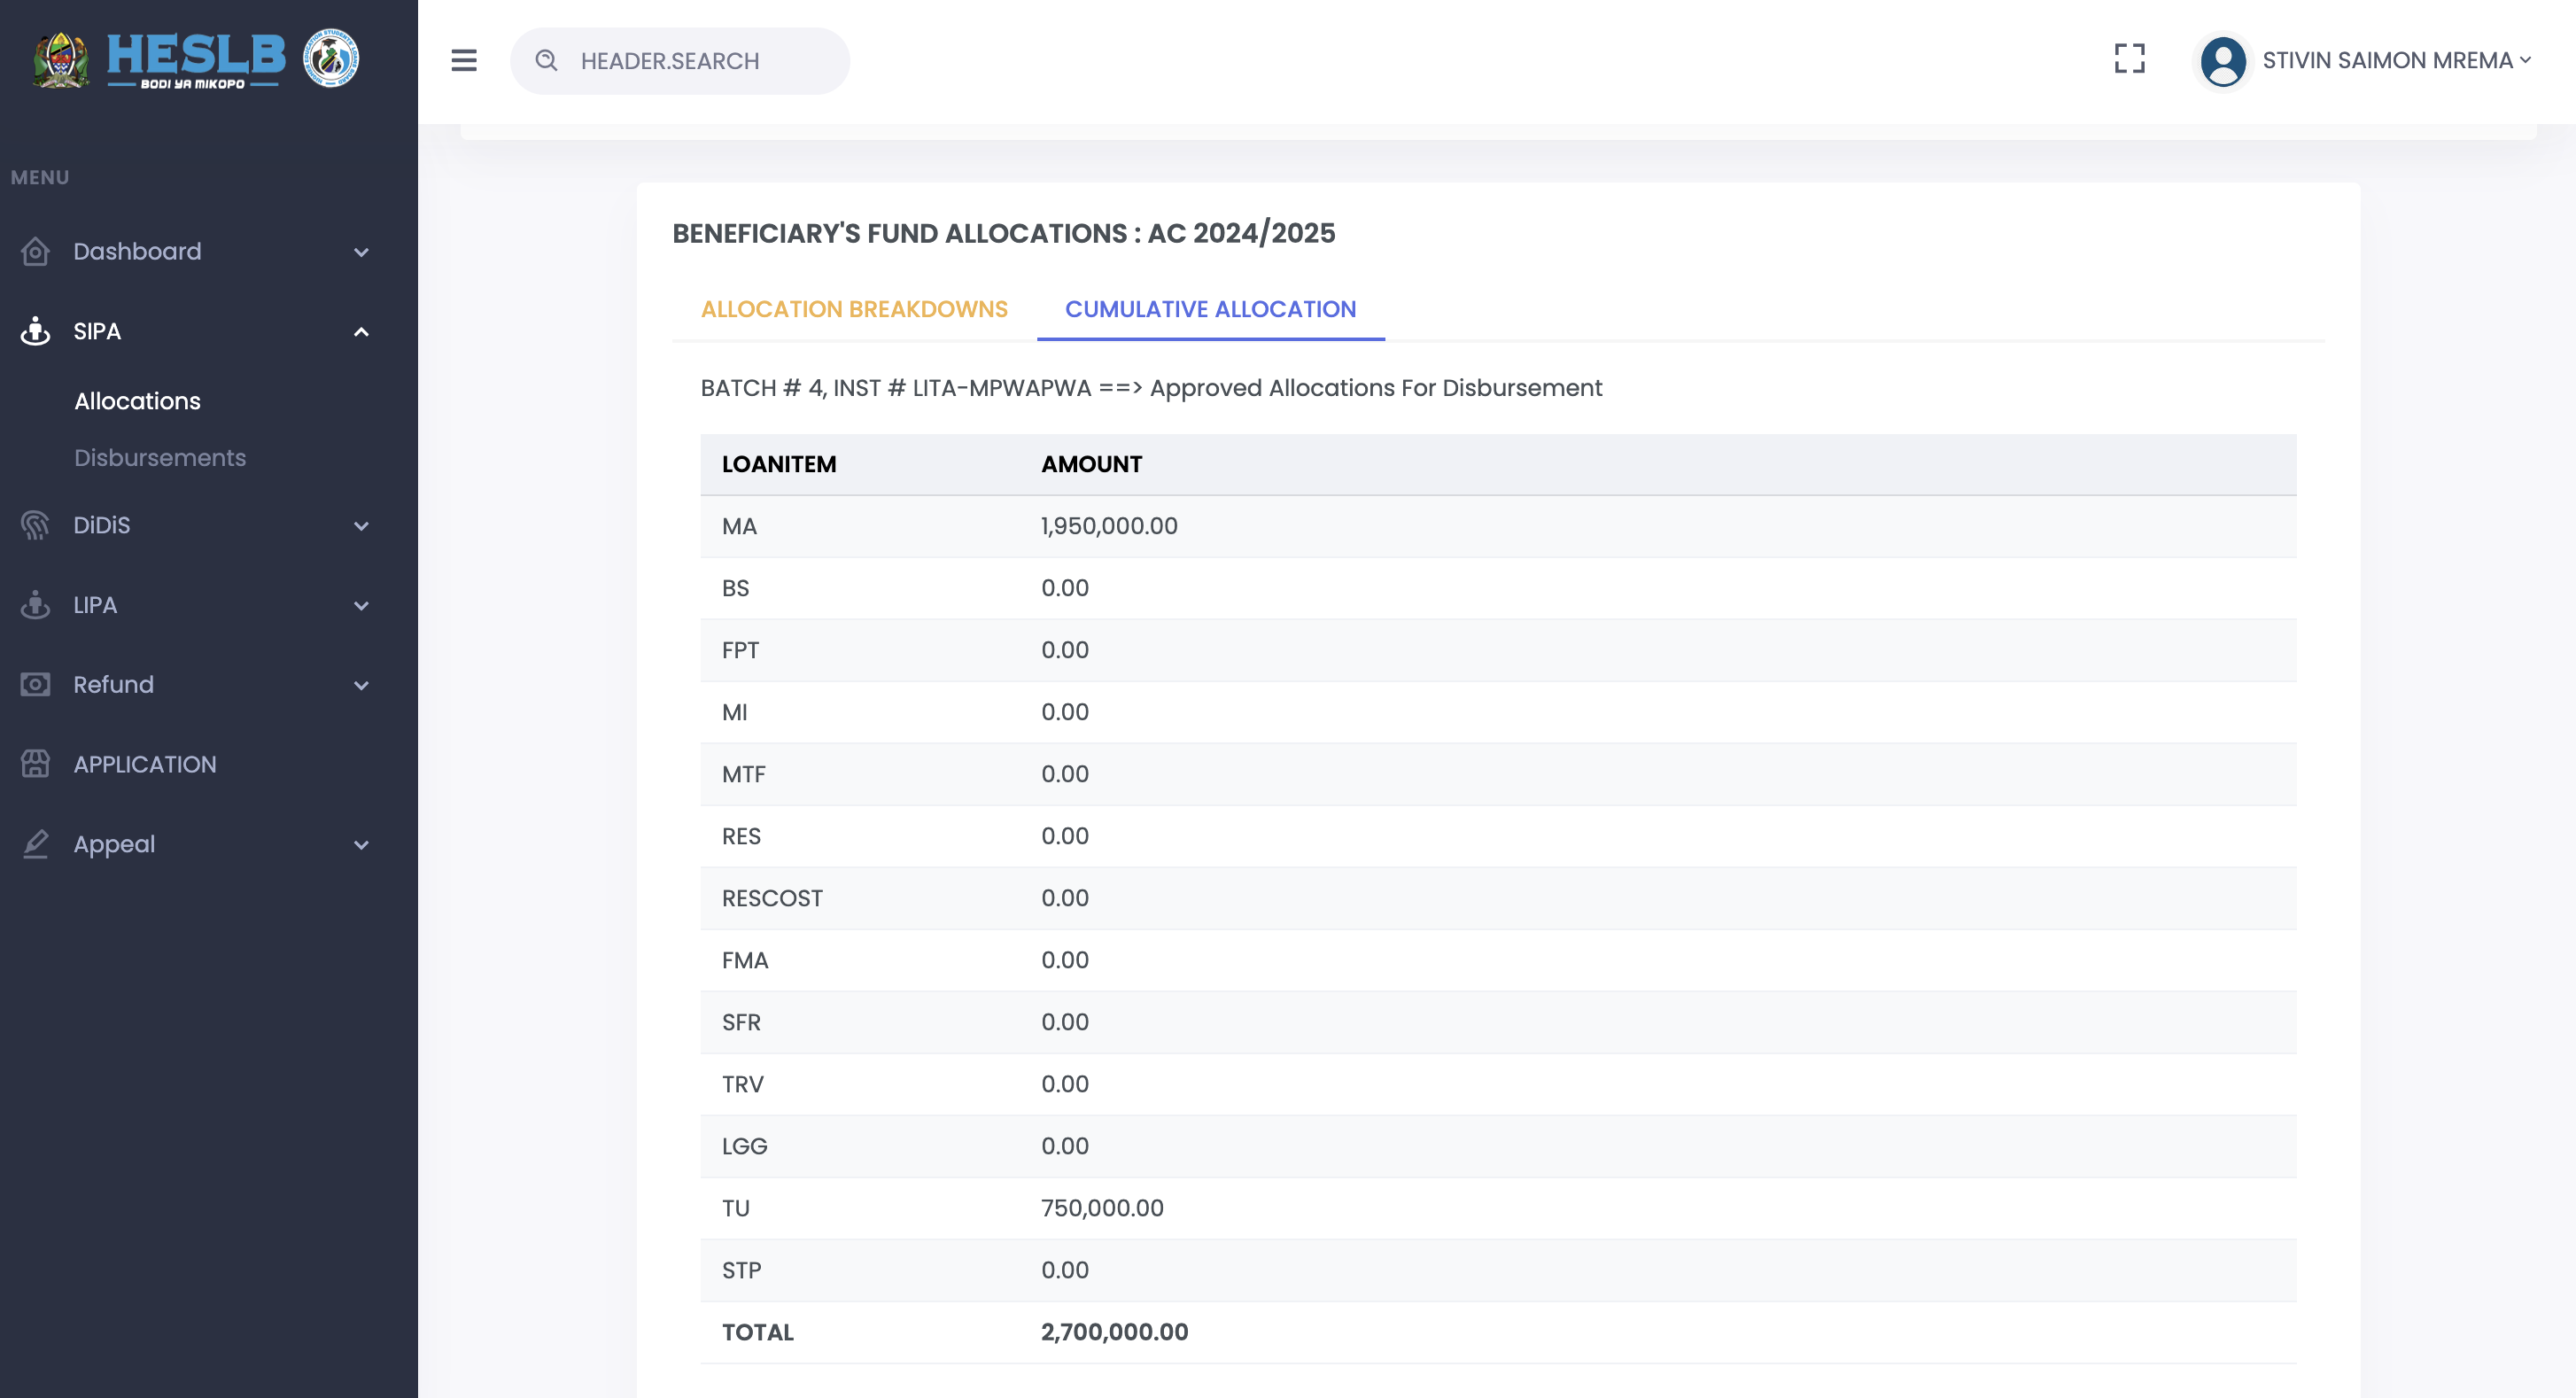 HESLB
BODI YA MIKOPO
HEADER.SEARCH
STIVIN SAIMON MREMA
MENU
Dashboard
SIPA
Allocations
Disbursements
DiDiS
LIPA
Refund
APPLICATION
Appeal
BENEFICIARY'S FUND ALLOCATIONS : AC 2024/2025
ALLOCATION BREAKDOWNS CUMULATIVE ALLOCATION
BATCH # 4, INST # LITA-MPWAPWA ==> Approved Allocations For Disbursement
LOANITEM AMOUNT
MA 1,950,000.00
BS 0.00
FPT 0.00
MI 0.00
MTF 0.00
RES 0.00
RESCOST 0.00
FMA 0.00
SFR 0.00
TRV 0.00
LGG 0.00
TU 750,000.00
STP 0.00
TOTAL 2,700,000.00